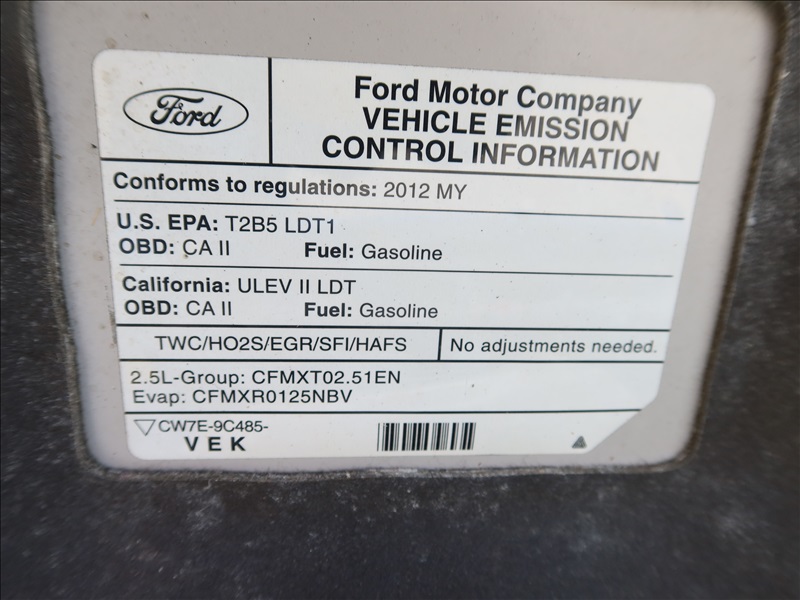 Ford
Ford Motor Company
VEHICLE EMISSION
CONTROL INFORMATION
Conforms to regulations: 2012 MY
U.S. EPA: T2B5 LDT1
OBD: CA II Fuel: Gasoline
California: ULEV II LDT
OBD: CA II Fuel: Gasoline
TWC/HO2S/EGR/SFI/HAFS
No adjustments needed.
2.5L-Group: CFMXT02.51EN
Evap: CFMXR0125NBV
CW7E-9C485-
VEK